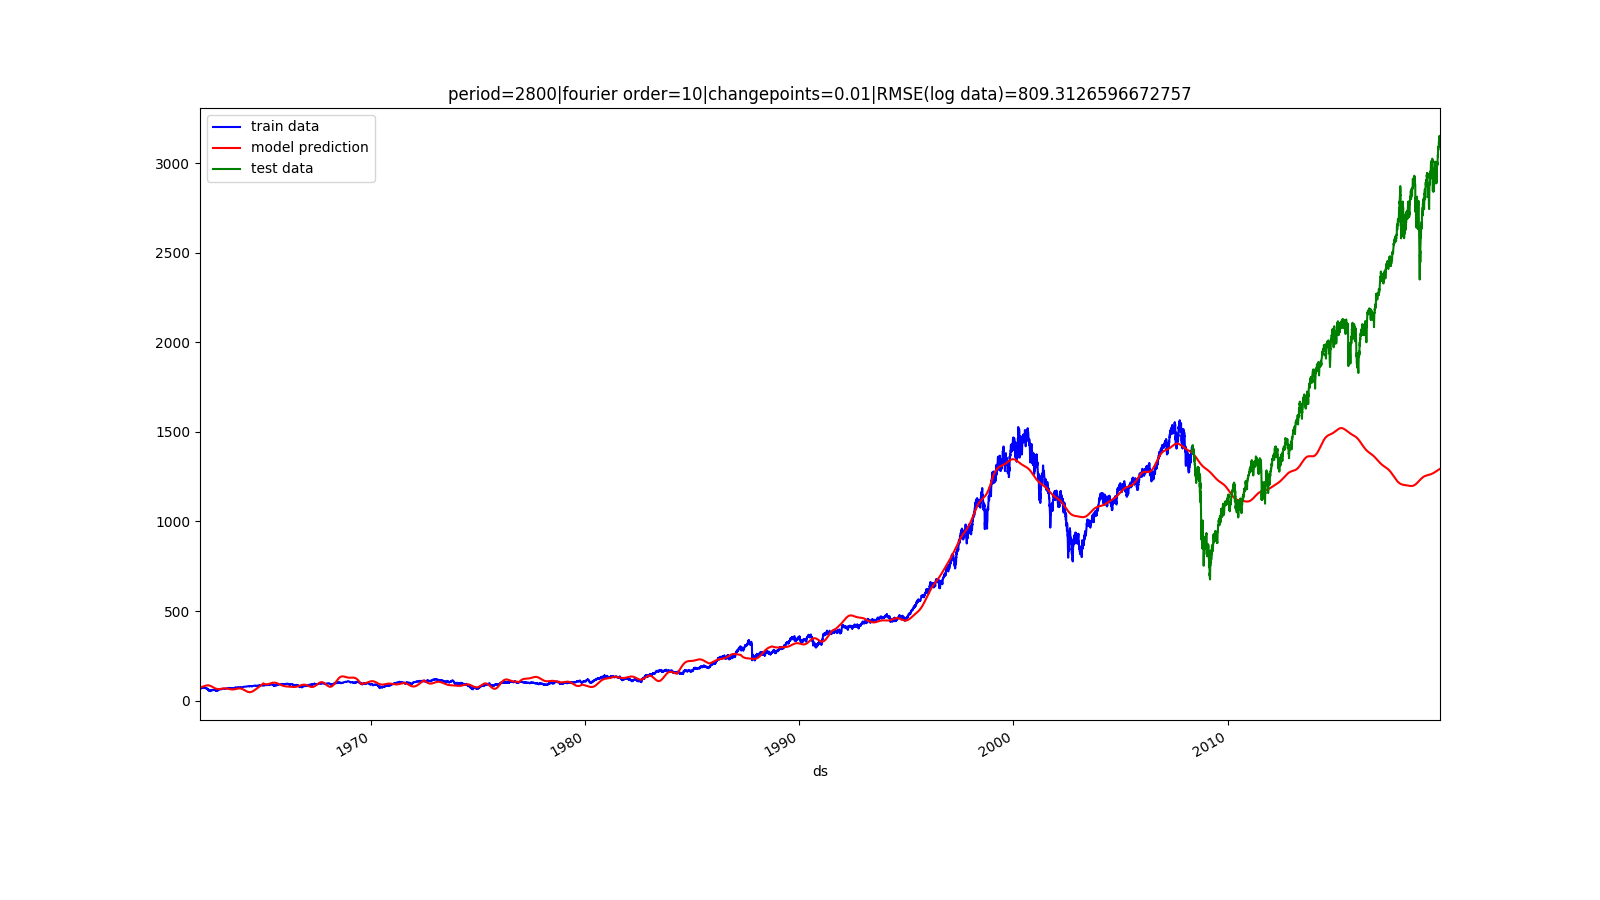 period=2800|fourier order=10|changepoints=0.01|RMSE(log data)=809.3126596672757
train data
model prediction
test data
3000
2500
2000
1500
1000
500
0
1970
1980
1990
2000
2010
ds